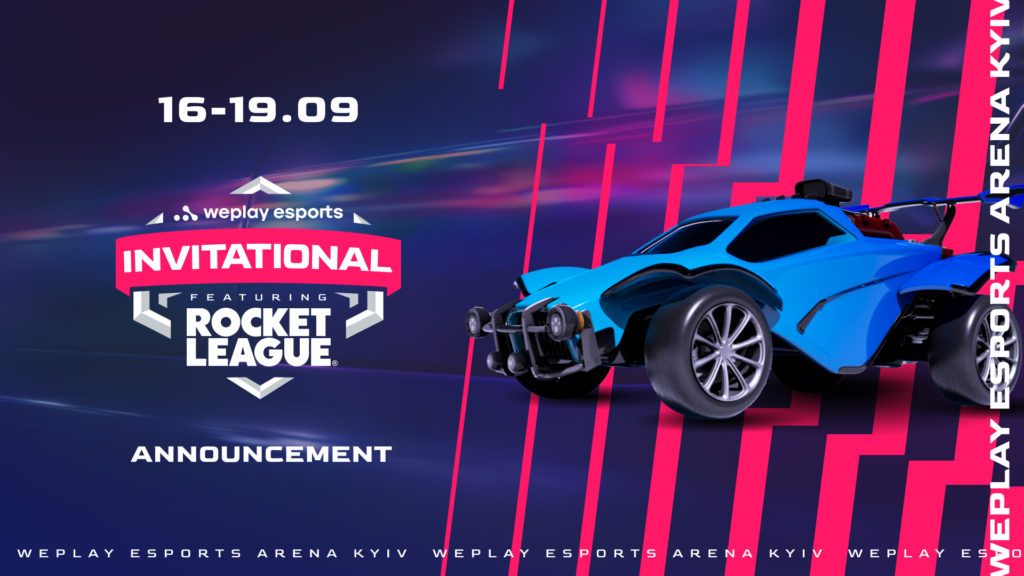 16-19.09
weplay esports
INVITATIONAL
FEATURING
ROCKET
LEAGUE®
ANNOUNCEMENT
WEPLAY ESPORTS ARENA KYIV WEPLAY ESPORTS ARENA KYIV WEPLAY ESPO
WEPLAY ESPORTS ARENA KYIV